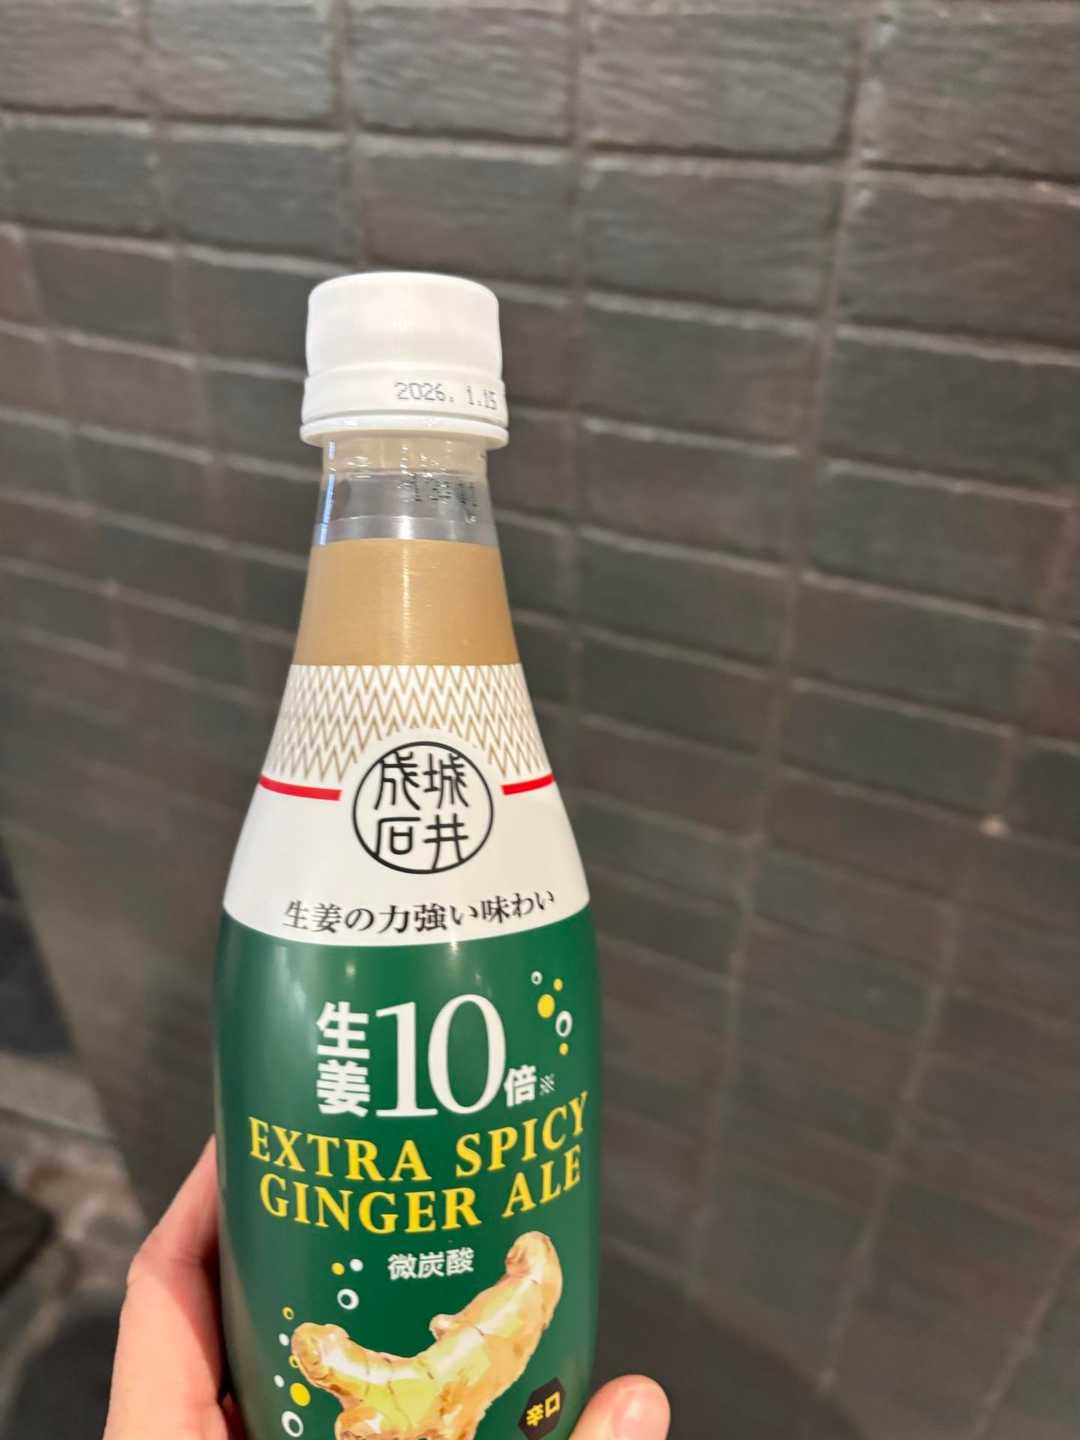 2026. 1.15
成城
石井
生姜の力強い味わい
生姜10倍※
EXTRA SPICY
GINGER ALE
微炭酸
辛口